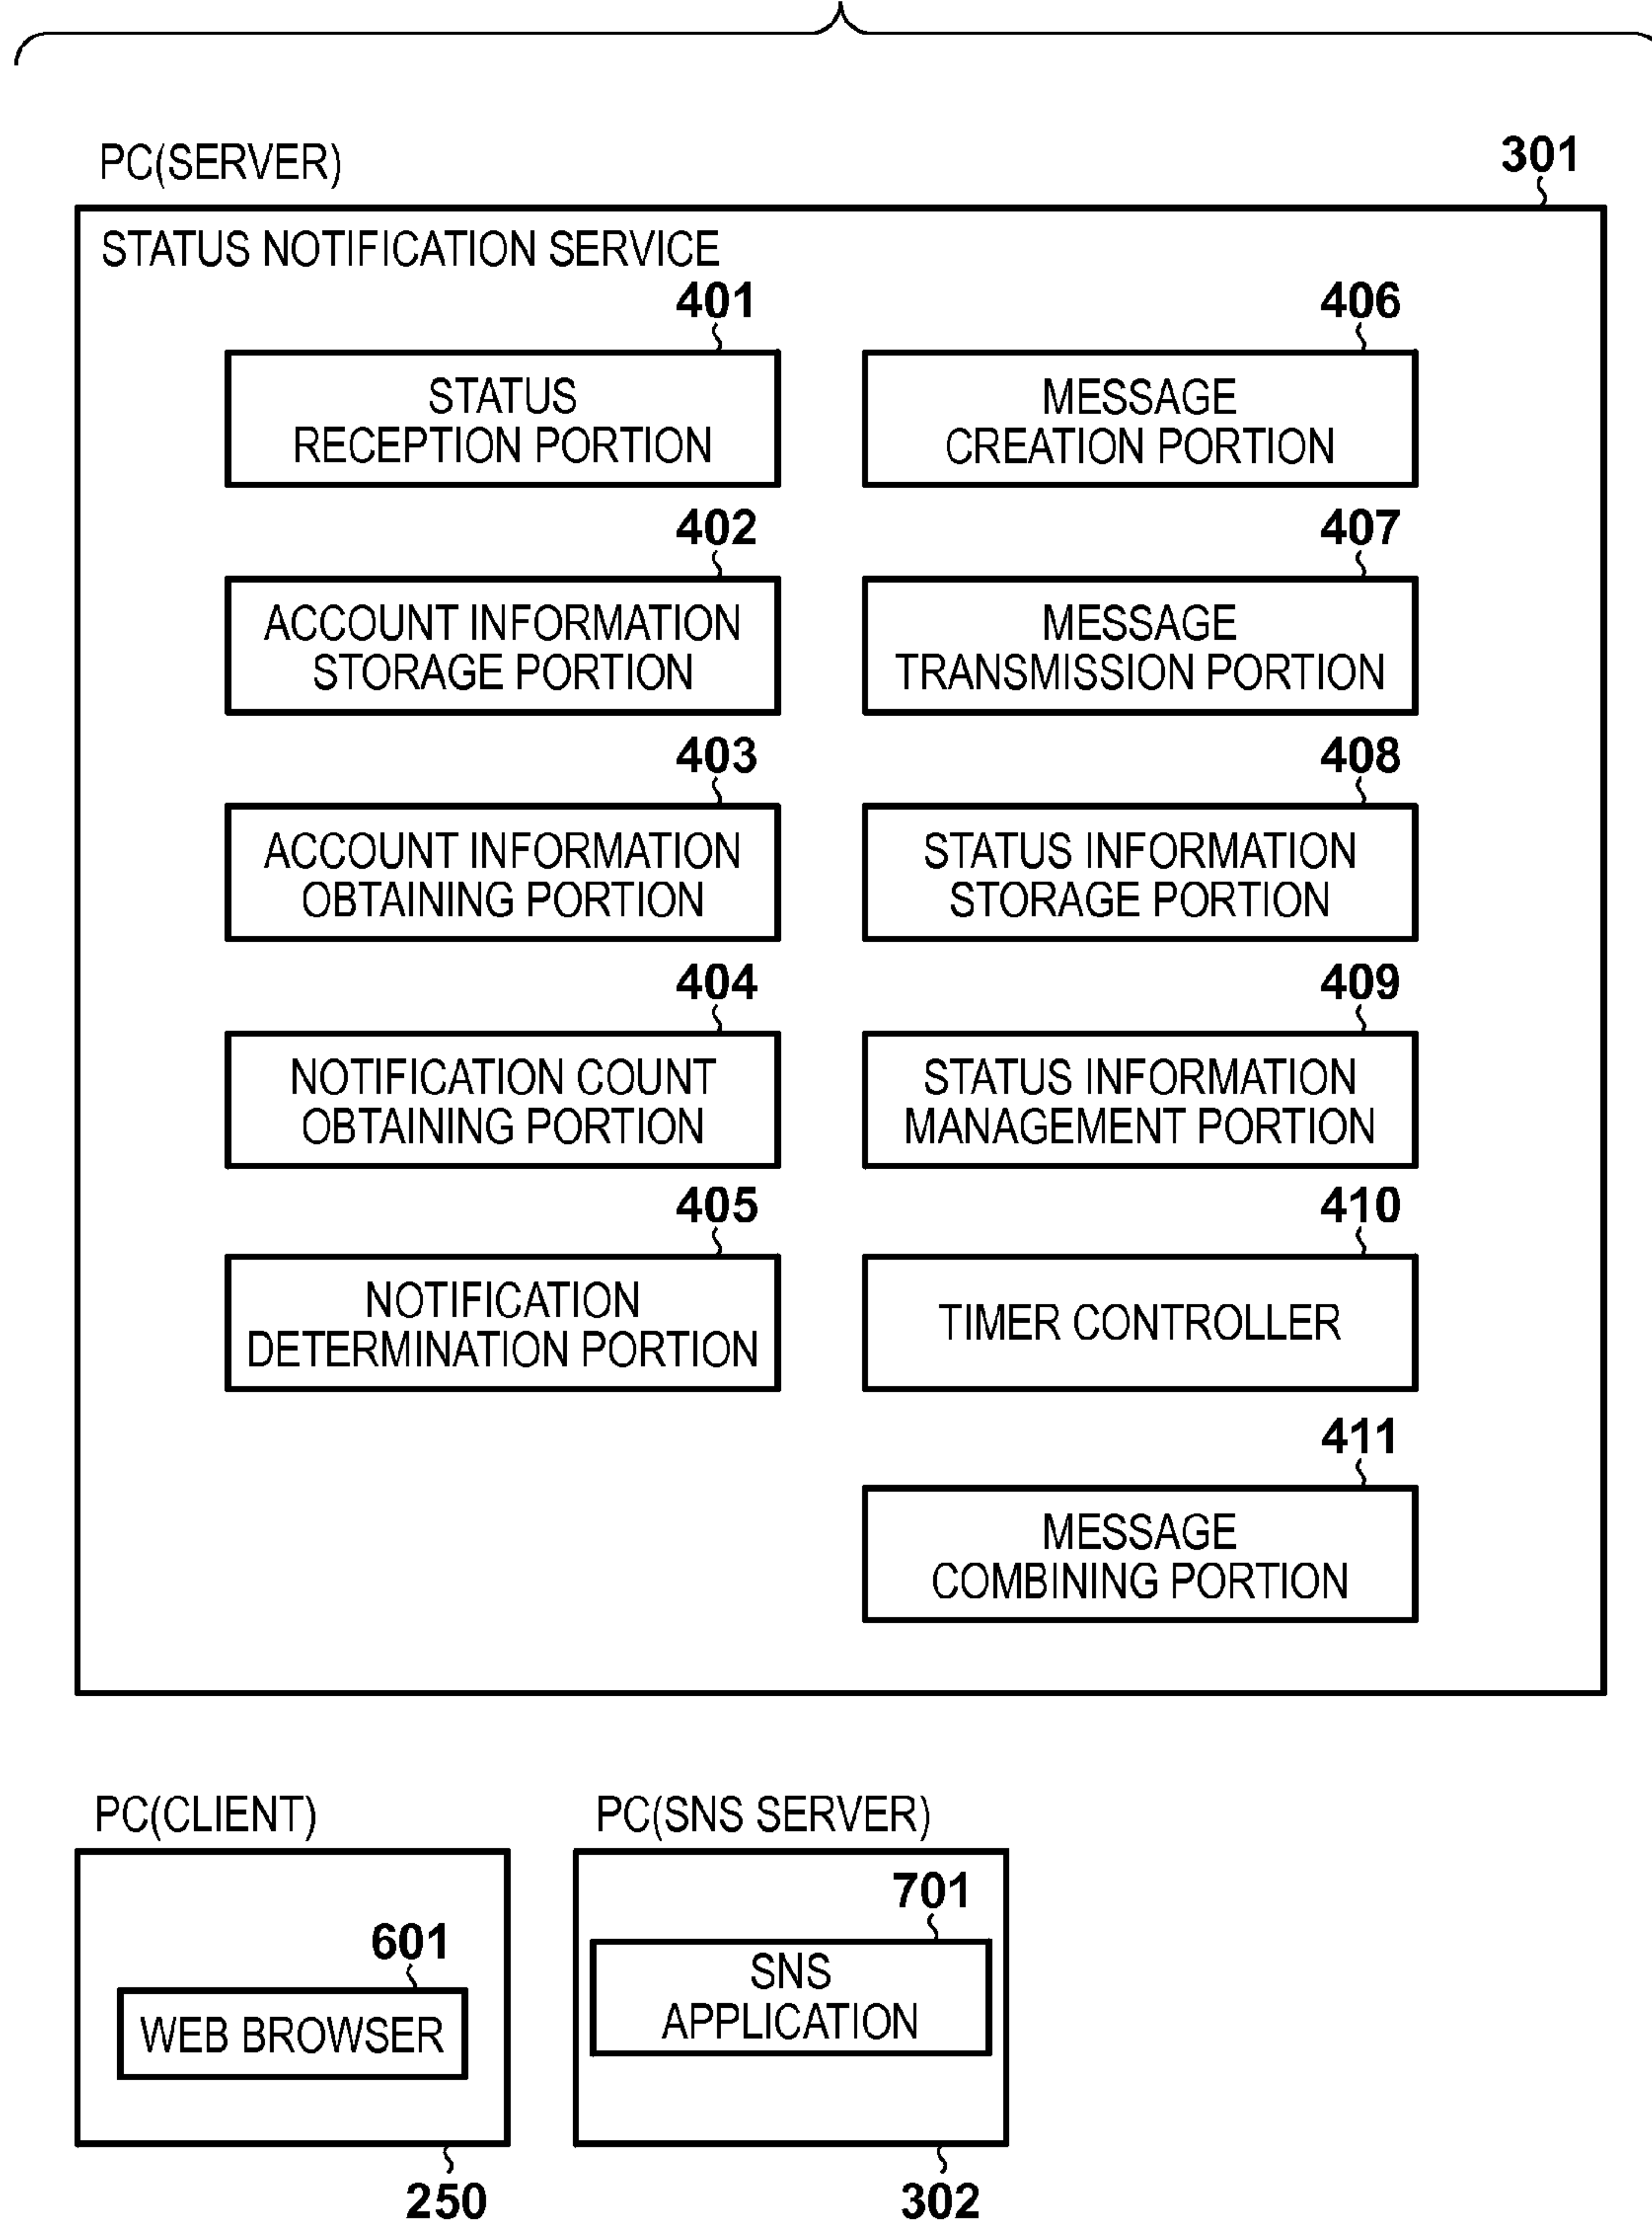 PC(SERVER)
301
STATUS NOTIFICATION SERVICE
401
STATUS
RECEPTION PORTION
402
ACCOUNT INFORMATION
STORAGE PORTION
403
ACCOUNT INFORMATION
OBTAINING PORTION
404
NOTIFICATION COUNT
OBTAINING PORTION
405
NOTIFICATION
DETERMINATION PORTION
406
MESSAGE
CREATION PORTION
407
MESSAGE
TRANSMISSION PORTION
408
STATUS INFORMATION
STORAGE PORTION
409
STATUS INFORMATION
MANAGEMENT PORTION
410
TIMER CONTROLLER
411
MESSAGE
COMBINING PORTION
PC(CLIENT)
601
WEB BROWSER
250
PC(SNS SERVER)
701
SNS
APPLICATION
302